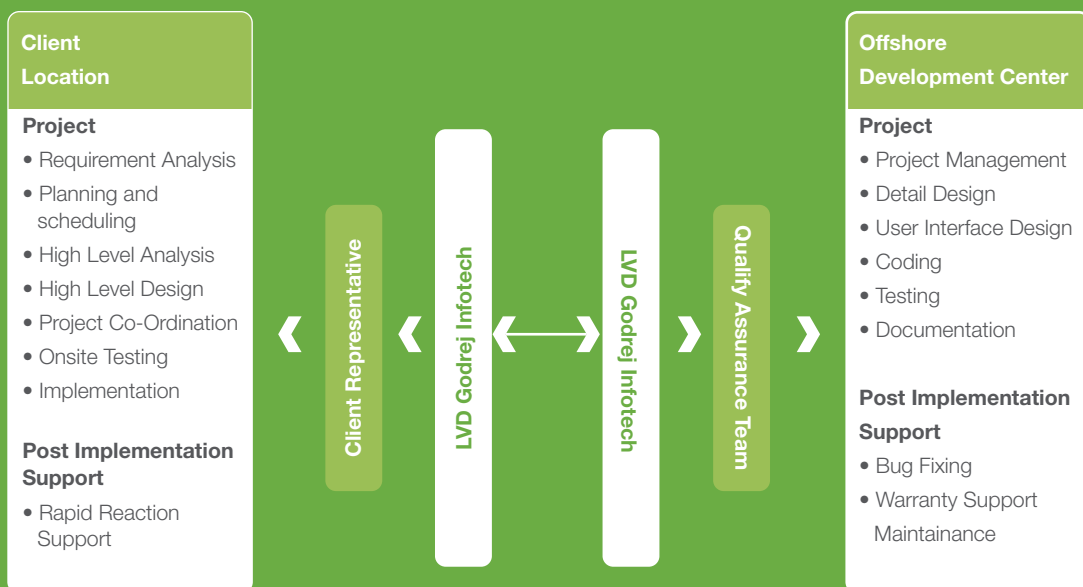 Client
Location
Project
• Requirement Analysis
• Planning and
scheduling
• High Level Analysis
• High Level Design
• Project Co-Ordination
• Onsite Testing
• Implementation
Post Implementation
Support
• Rapid Reaction
Support
Client Representative
LVD Godrej Infotech
LVD Godrej Infotech
Qualify Assurance Team
Offshore
Development Center
Project
• Project Management
• Detail Design
• User Interface Design
• Coding
• Testing
• Documentation
Post Implementation
Support
• Bug Fixing
• Warranty Support
Maintainance